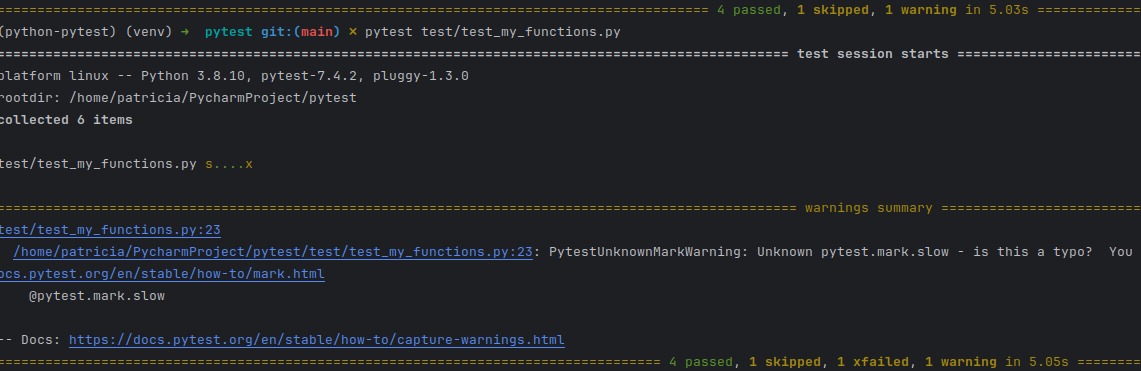 ============ 4 passed, 1 skipped, 1 warning in 5.03s ============
(python-pytest) (venv) ➜ pytest git:(main) ✗ pytest test/test_my_functions.py
============ test session starts ============
platform linux -- Python 3.8.10, pytest-7.4.2, pluggy-1.3.0
rootdir: /home/patricia/PycharmProject/pytest
collected 6 items
test/test_my_functions.py s....x
============ warnings summary ============
test/test_my_functions.py:23
/home/patricia/PycharmProject/pytest/test/test_my_functions.py:23: PytestUnknownMarkWarning: Unknown pytest.mark.slow - is this a typo?  You
ocs.pytest.org/en/stable/how-to/mark.html
@pytest.mark.slow
-- Docs: https://docs.pytest.org/en/stable/how-to/capture-warnings.html
============ 4 passed, 1 skipped, 1 xfailed, 1 warning in 5.05s ============